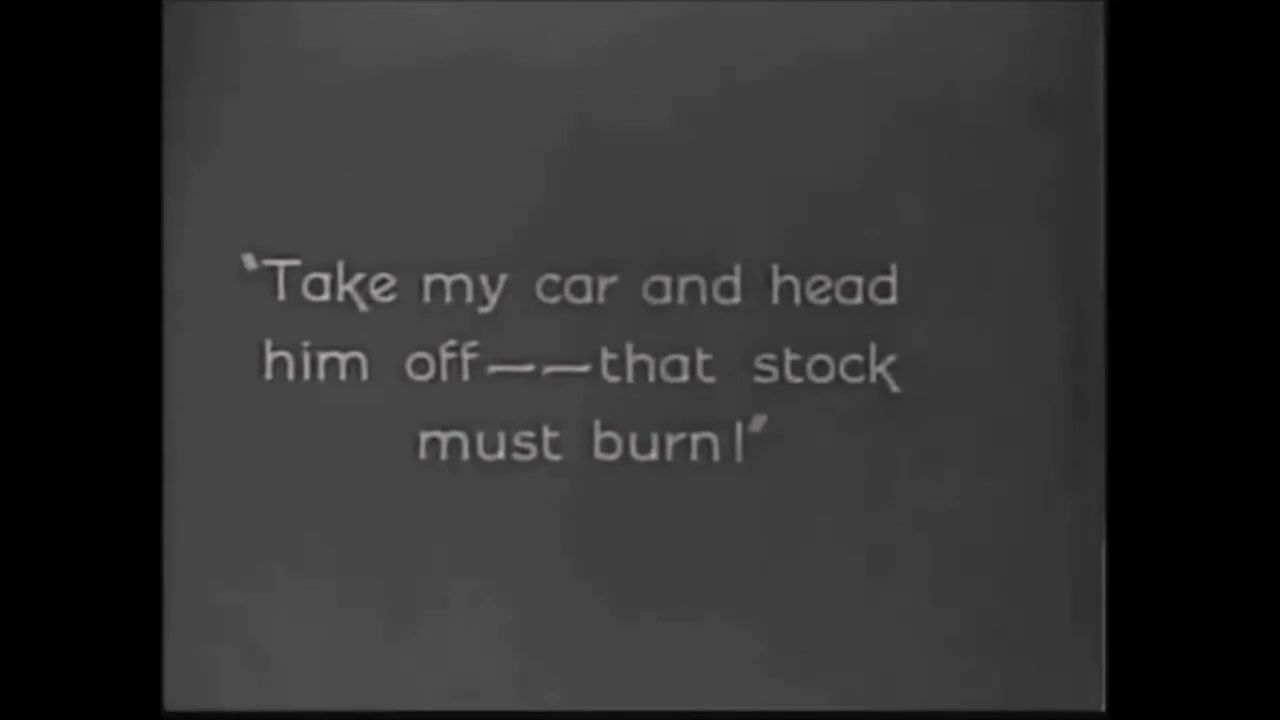 "Take my car and head
him off——that stock
must burn!"